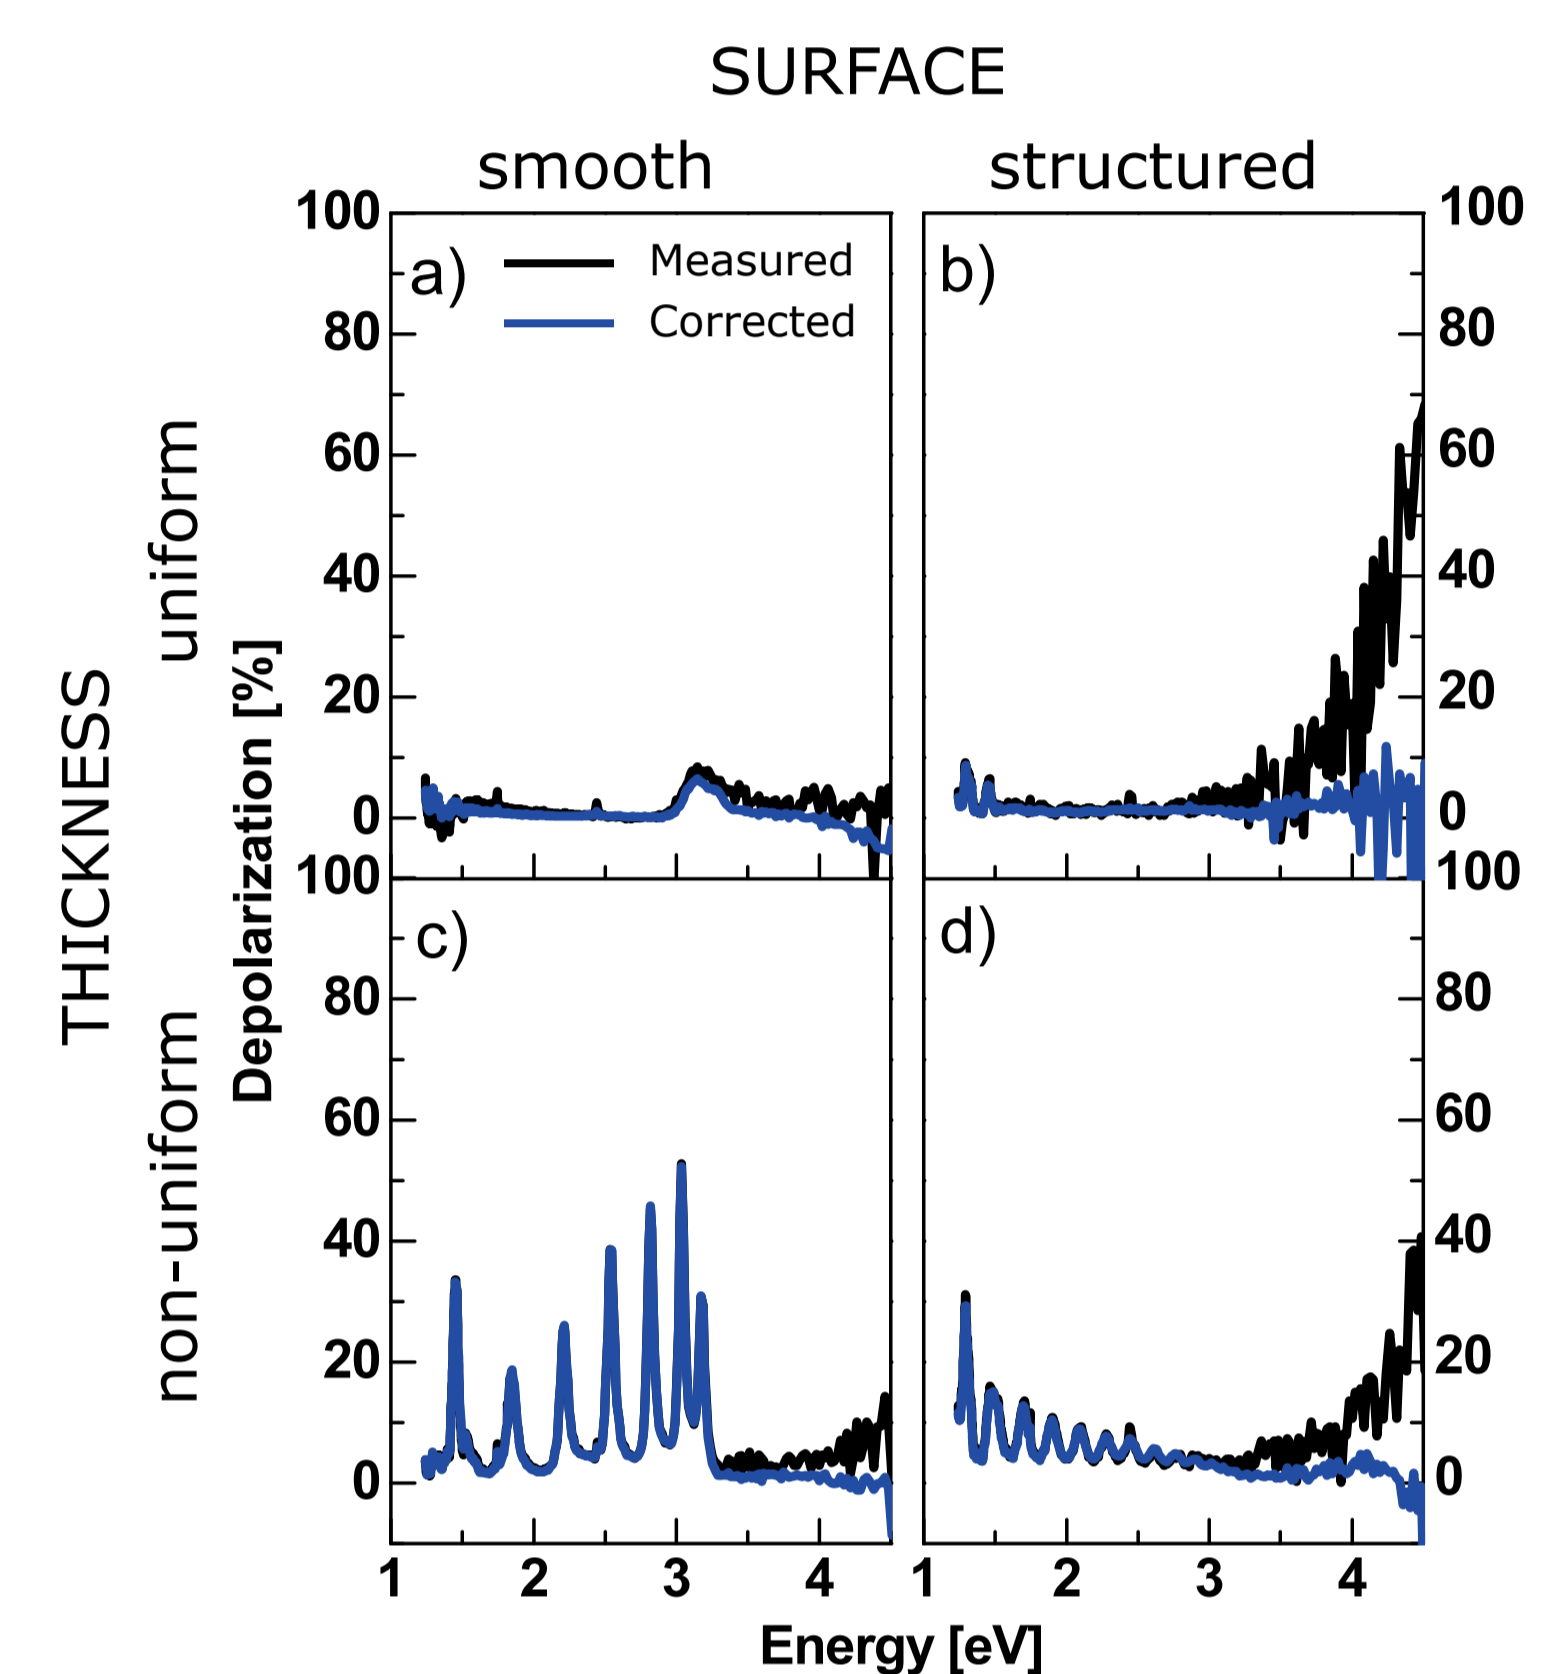 SURFACE
smooth structured
100 100
a) Measured b)
Corrected
80 80
60 60
40 40
20 20
0 0
100 100
c) d)
80 80
60 60
40 40
20 20
0 0
1 2 3 4 1 2 3 4
Energy [eV]
Depolarization [%]
THICKNESS
uniform
non-uniform